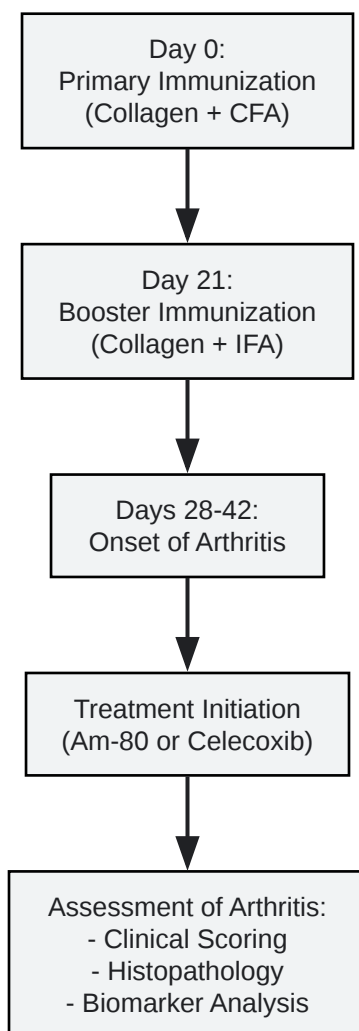 Day 0:
Primary Immunization
(Collagen + CFA)
Day 21:
Booster Immunization
(Collagen + IFA)
Days 28-42:
Onset of Arthritis
Treatment Initiation
(Am-80 or Celecoxib)
Assessment of Arthritis:
- Clinical Scoring
- Histopathology
- Biomarker Analysis